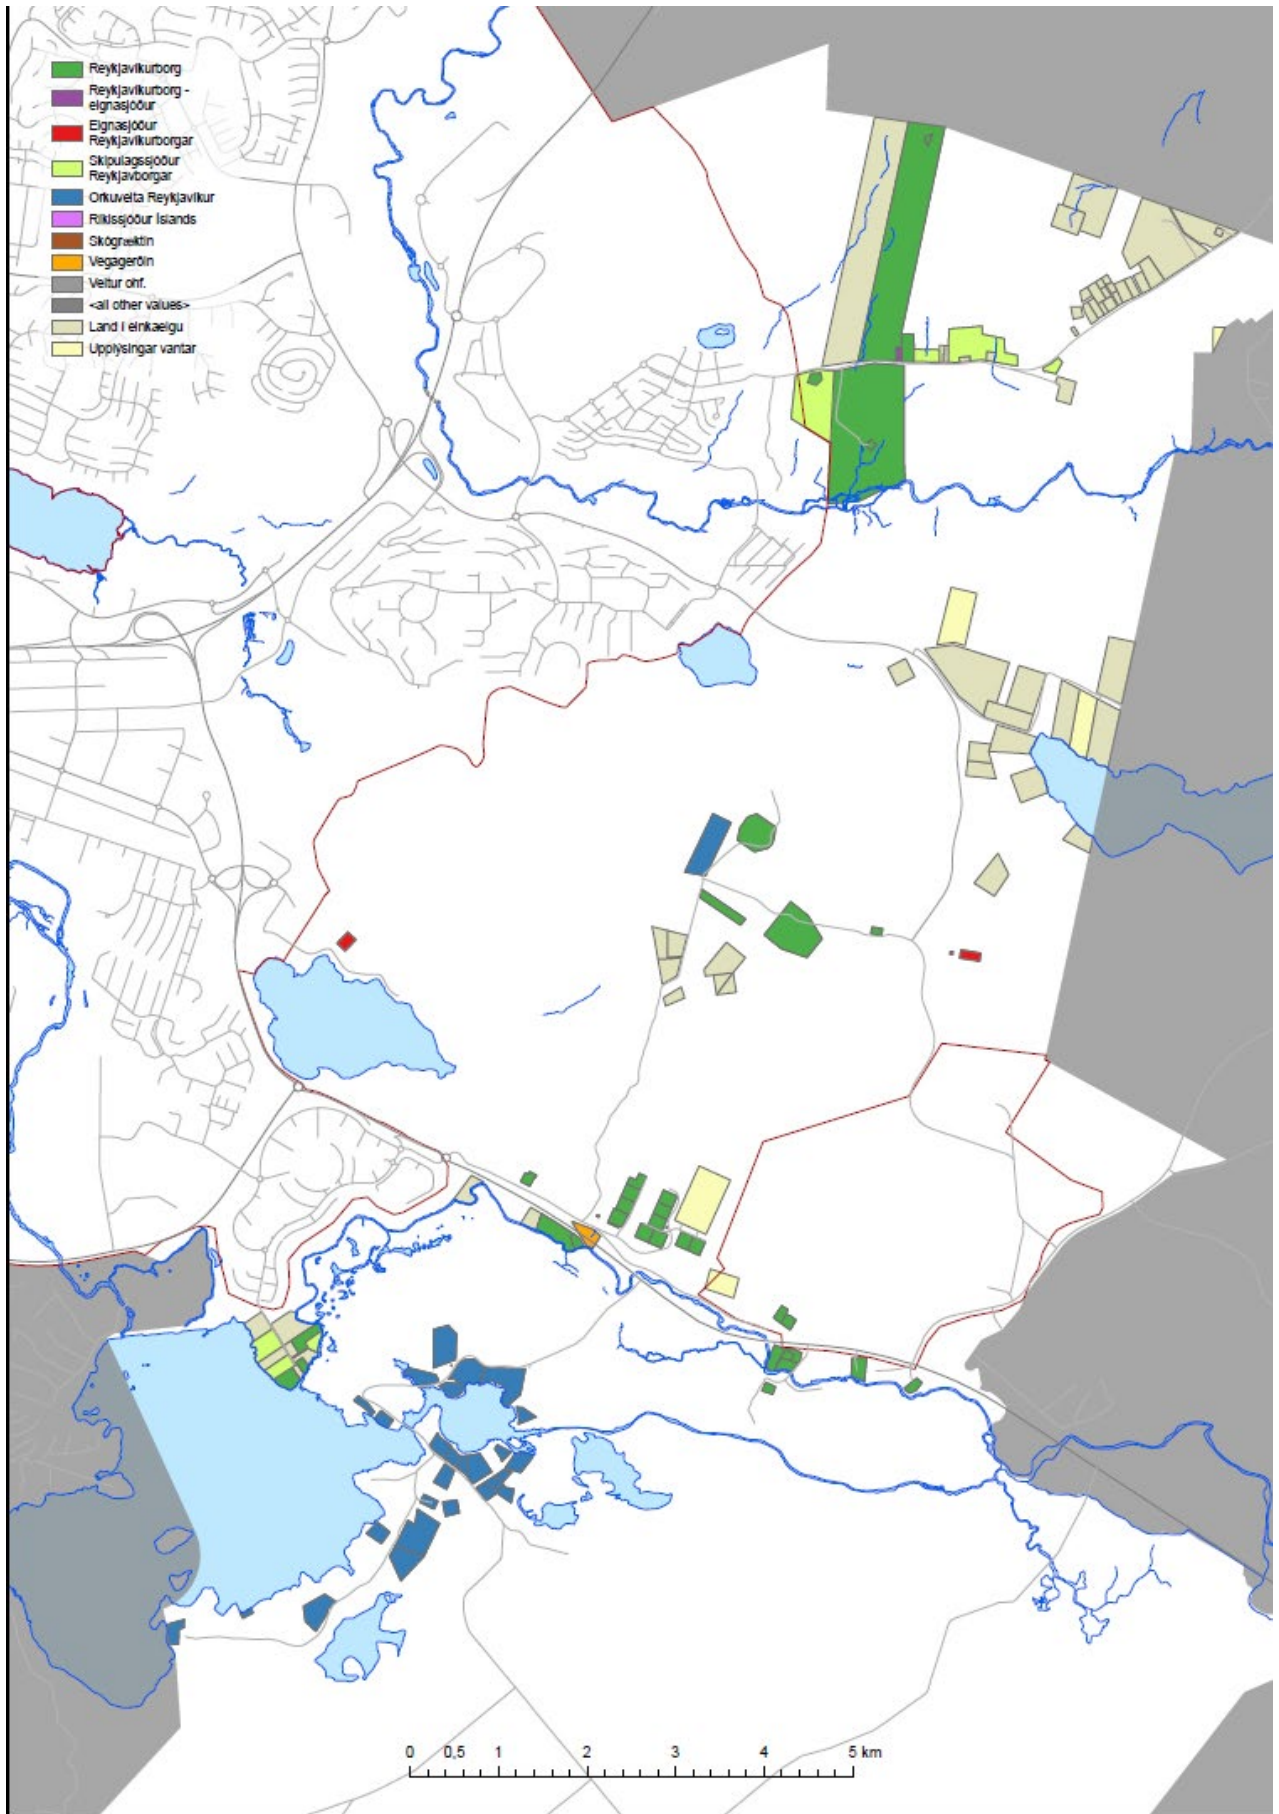 Reykjavíkurborg
Reykjavíkurborg -
eignasjóður
Eignasjóður
Reykjavíkurborgar
Skipulagssjóður
Reykjavborgar
Orkuveita Reykjavíkur
Ríkissjóður Íslands
Skógræktin
Vegagerðin
Veitur ohf.
<all other values>
Land í einkaeigu
Upplýsingar vantar
0 0,5 1 2 3 4 5 km